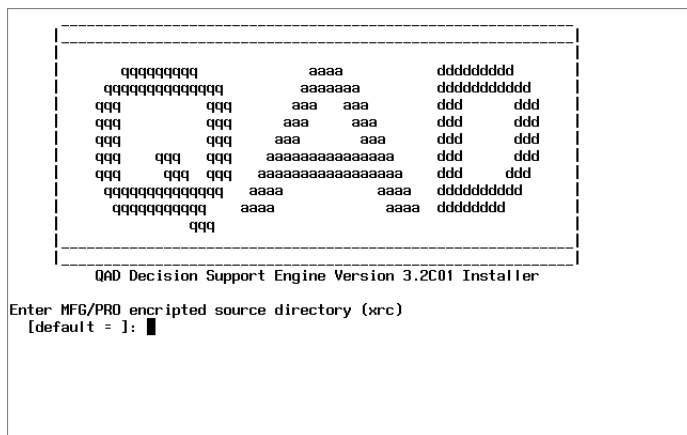 qqqqqqqqq aaaa ddddddddd
qqqqqqqqqqqqqq aaaaaaa ddddddddddd
qqq qqq aaa aaa ddd ddd
qqq qqq aaa aaa ddd ddd
qqq qqq aaa aaa ddd ddd
qqq qqq qqq aaaaaaaaaaaaaaa ddd ddd
qqq qqq qqq aaaaaaaaaaaaaaaaa ddd ddd
qqqqqqqqqqqqqq aaaa aaaa dddddddddd
qqqqqqqqqqq aaaa aaaa dddddddd
qqq
QAD Decision Support Engine Version 3.2C01 Installer
Enter MFG/PRO encripted source directory (xrc)
[default = ]: